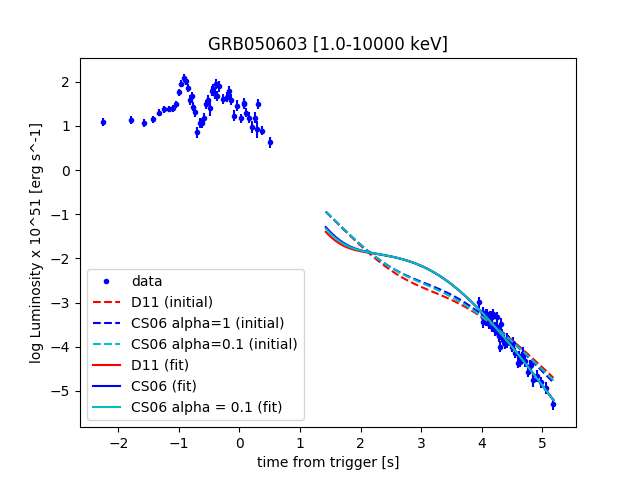 GRB050603 [1.0-10000 keV]
log Luminosity x 10^51 [erg s^-1]
2
1
0
−1
−2
−3
−4
−5
data
D11 (initial)
CS06 alpha=1 (initial)
CS06 alpha=0.1 (initial)
D11 (fit)
CS06 (fit)
CS06 alpha = 0.1 (fit)
−2 −1 0 1 2 3 4 5
time from trigger [s]